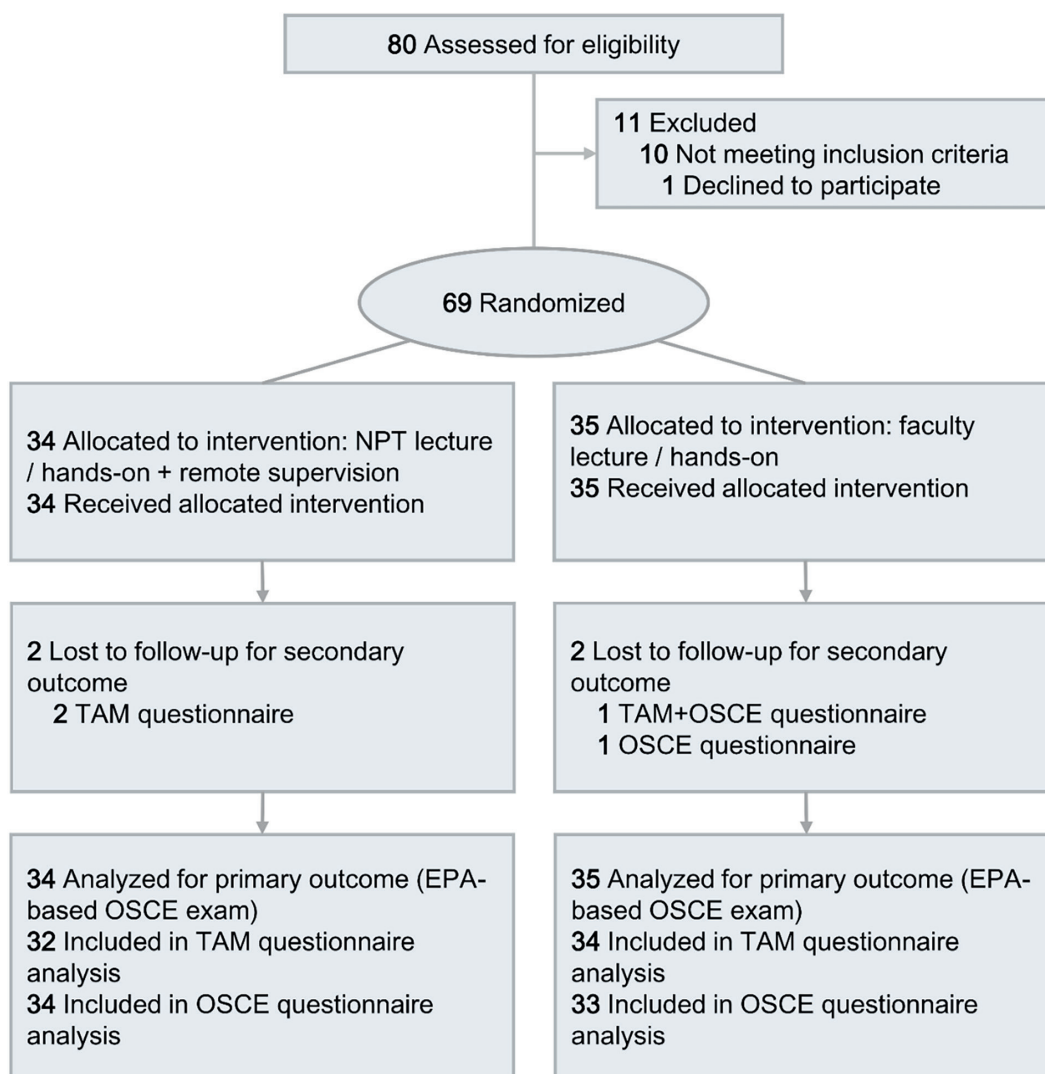 80 Assessed for eligibility
11 Excluded
10 Not meeting inclusion criteria
1 Declined to participate
69 Randomized
34 Allocated to intervention: NPT lecture
/ hands-on + remote supervision
34 Received allocated intervention
35 Allocated to intervention: faculty
lecture / hands-on
35 Received allocated intervention
2 Lost to follow-up for secondary
outcome
2 TAM questionnaire
2 Lost to follow-up for secondary
outcome
1 TAM+OSCE questionnaire
1 OSCE questionnaire
34 Analyzed for primary outcome (EPA-
based OSCE exam)
32 Included in TAM questionnaire
analysis
34 Included in OSCE questionnaire
analysis
35 Analyzed for primary outcome (EPA-
based OSCE exam)
34 Included in TAM questionnaire
analysis
33 Included in OSCE questionnaire
analysis